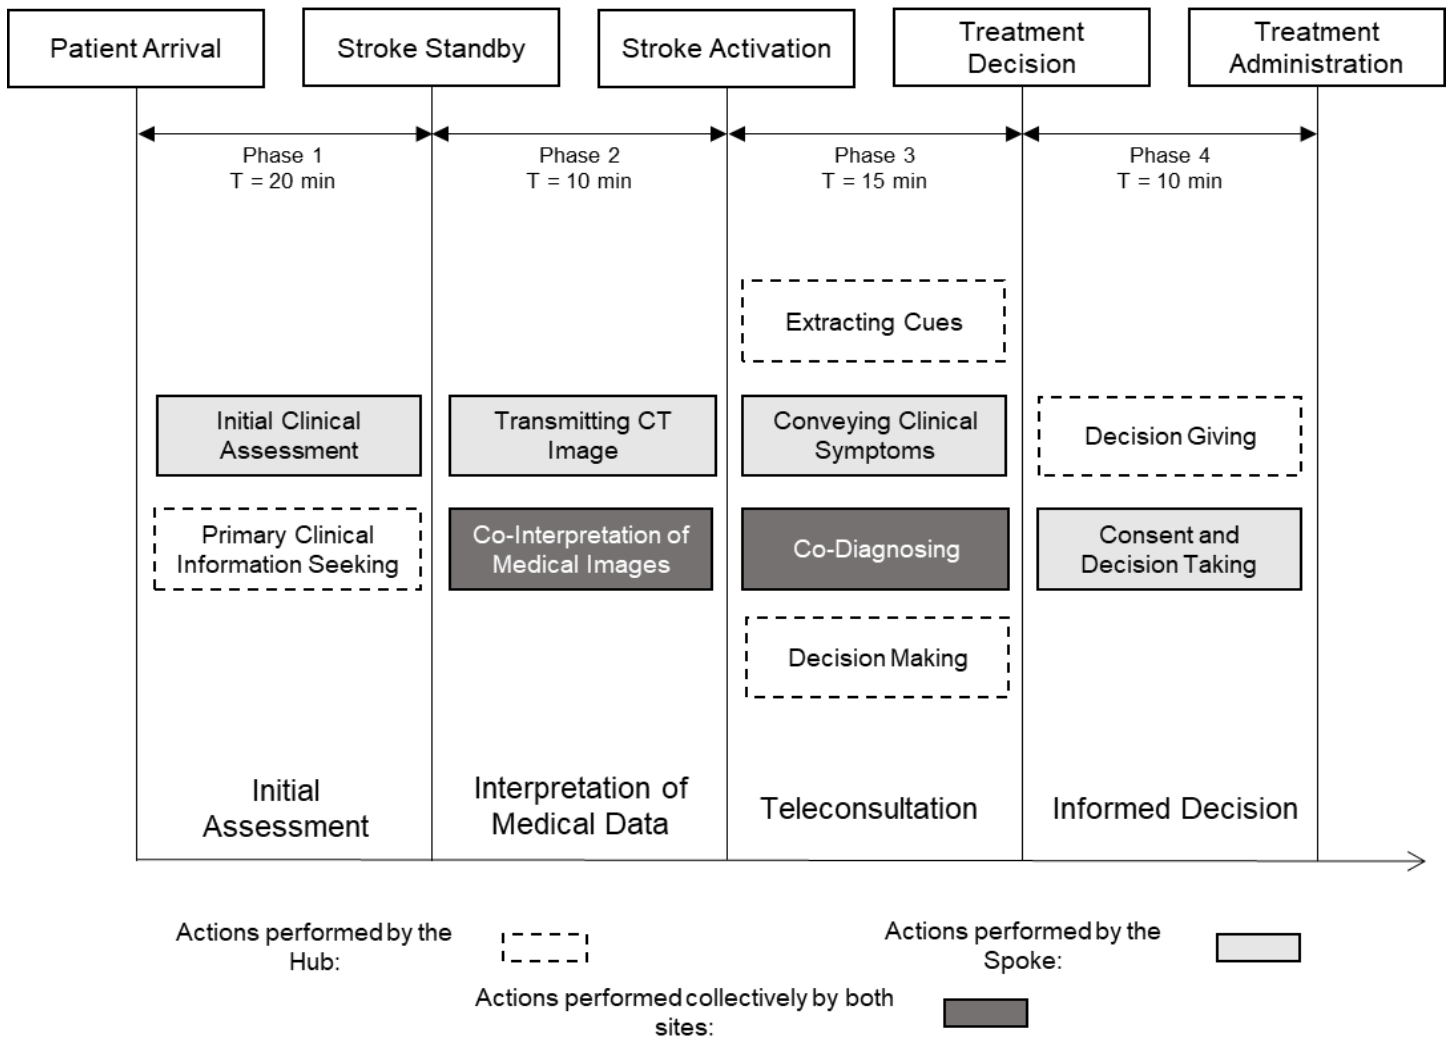 Patient Arrival
Stroke Standby
Stroke Activation
Treatment
Decision
Treatment
Administration
Phase 1
T = 20 min
Phase 2
T = 10 min
Phase 3
T = 15 min
Phase 4
T = 10 min
Extracting Cues
Initial Clinical
Assessment
Transmitting CT
Image
Conveying Clinical
Symptoms
Decision Giving
Primary Clinical
Information Seeking
Co-Interpretation of
Medical Images
Co-Diagnosing
Consent and
Decision Taking
Decision Making
Initial
Assessment
Interpretation of
Medical Data
Teleconsultation
Informed Decision
Actions performed by the
Hub:
Actions performed by the
Spoke:
Actions performed collectively by both
sites: